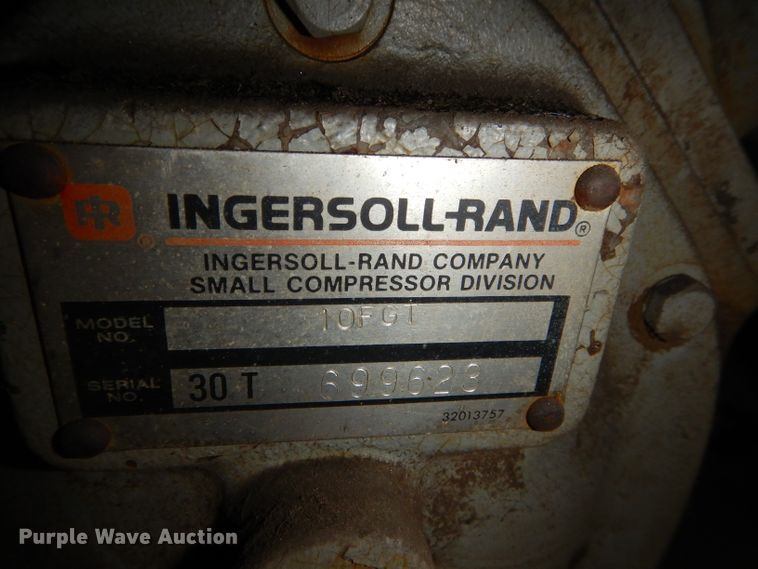 IR ® INGERSOLL-RAND®
INGERSOLL-RAND COMPANY
SMALL COMPRESSOR DIVISION
MODEL NO. 10FGT
SERIAL NO. 30 T 699623
32013757
Purple Wave Auction®